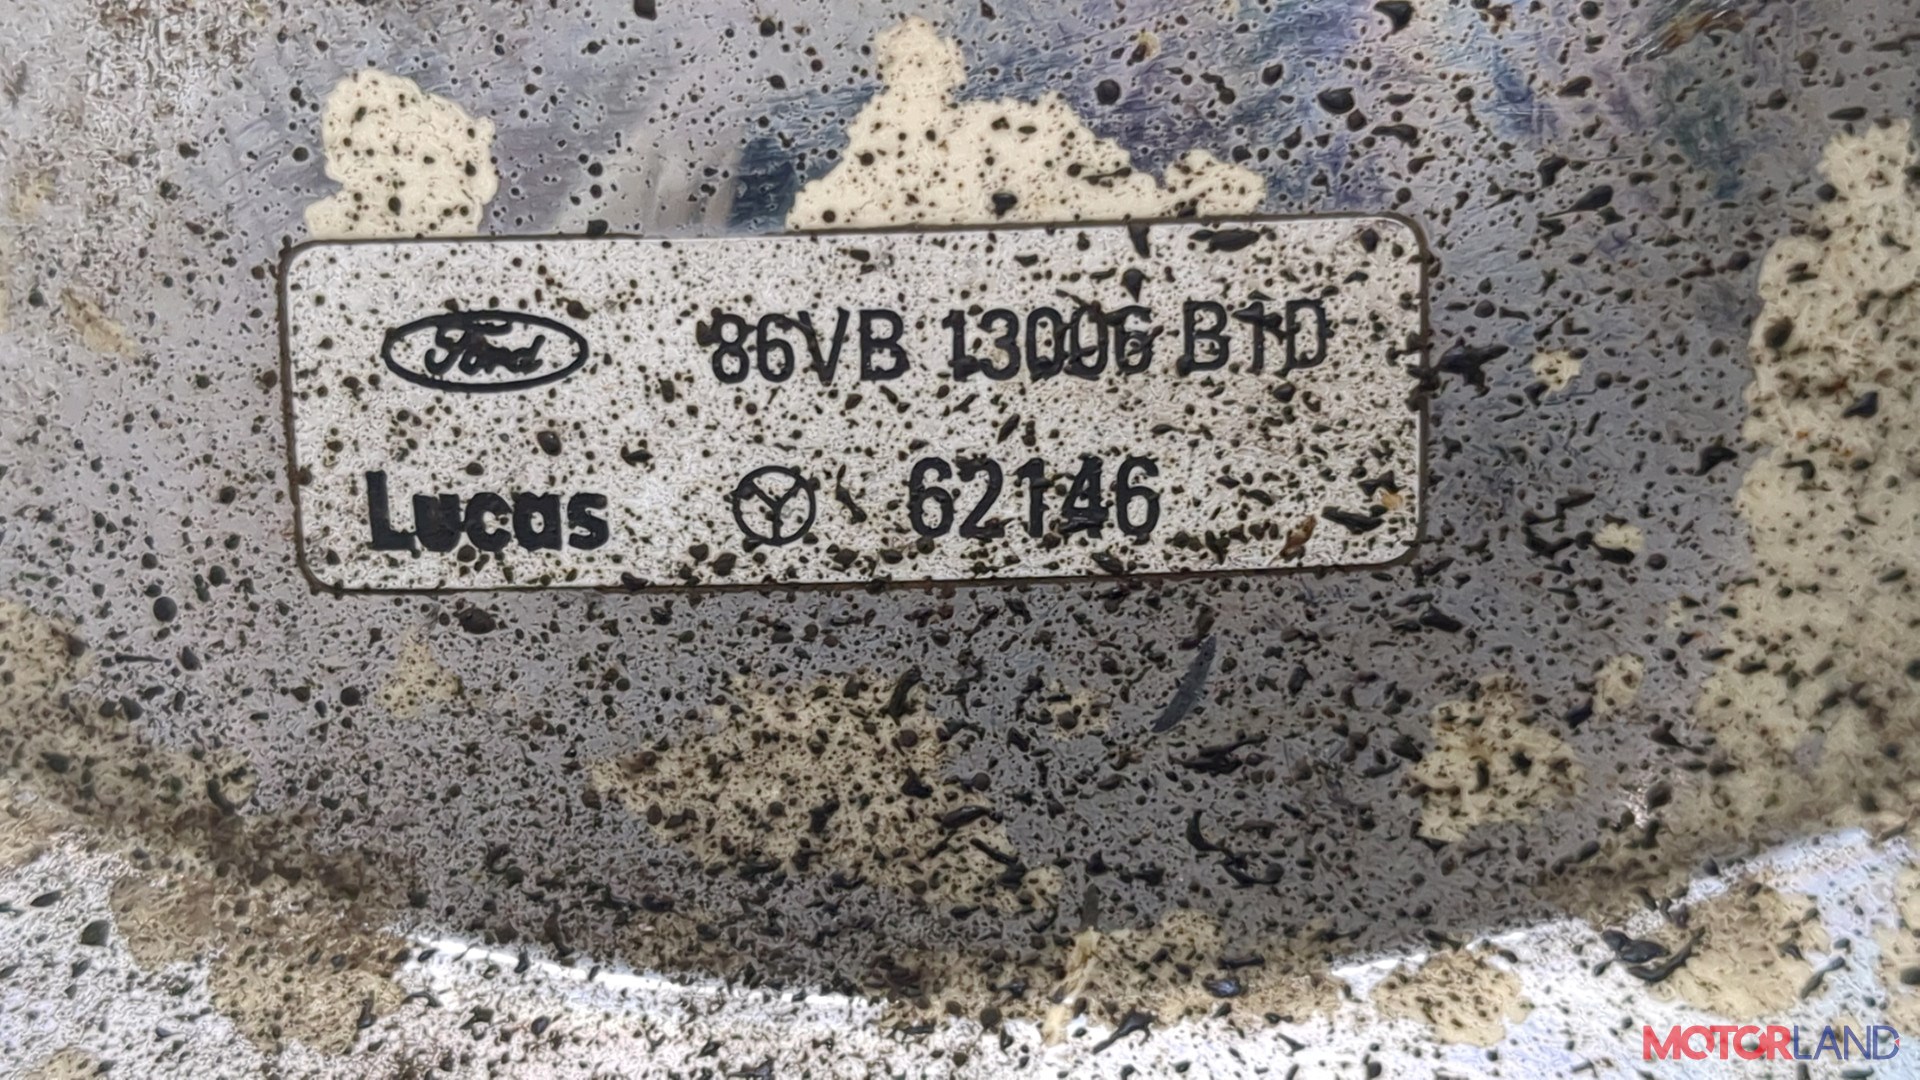 Ford 86VB 13006 B1D
Lucas 62146
MOTORLAND